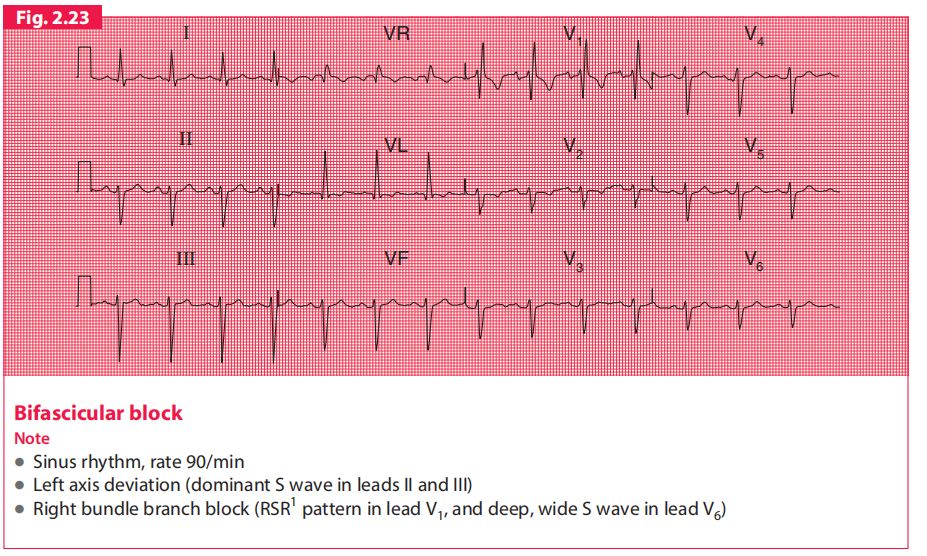 Fig. 2.23
I VR V1 V4
II VL V2 V5
III VF V3 V6
Bifascicular block
Note
● Sinus rhythm, rate 90/min
● Left axis deviation (dominant S wave in leads II and III)
● Right bundle branch block (RSR¹ pattern in lead V₁, and deep, wide S wave in lead V₆)